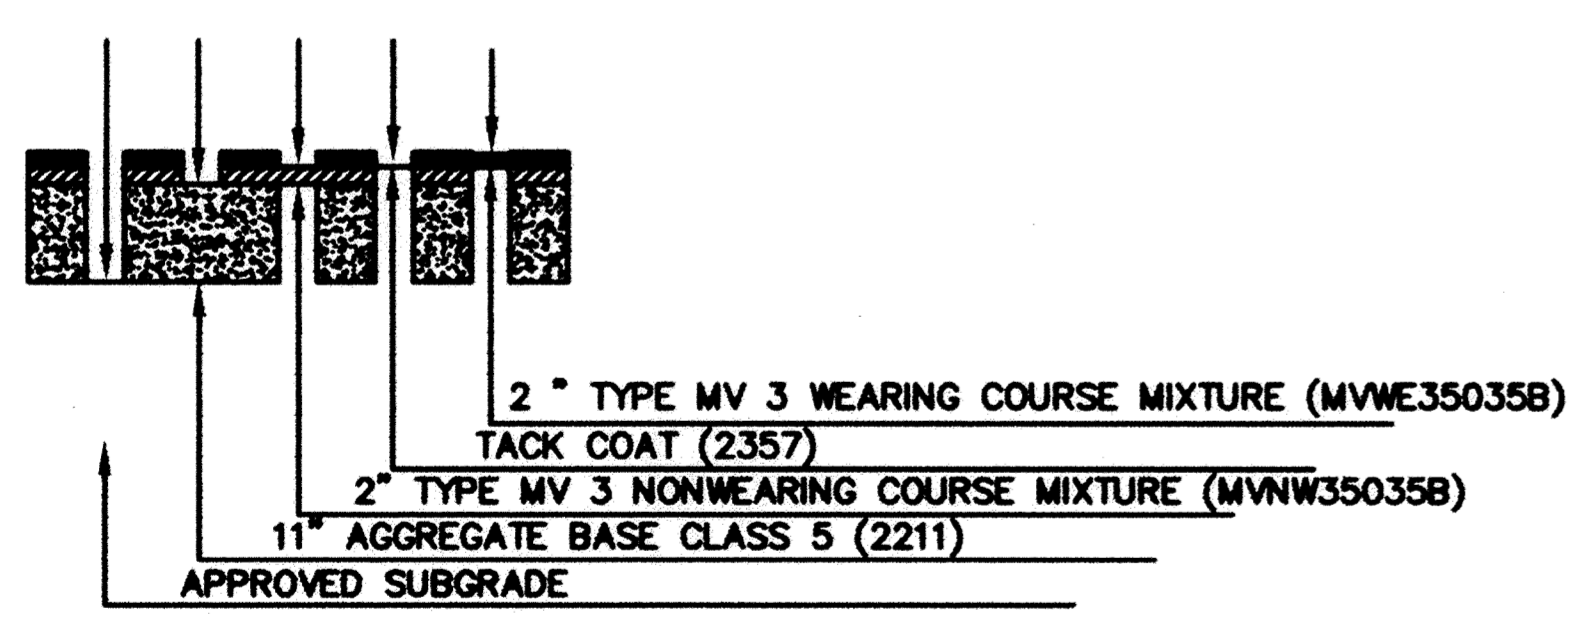 2 " TYPE MV 3 WEARING COURSE MIXTURE (MVWE35035B)
TACK COAT (2357)
2" TYPE MV 3 NONWEARING COURSE MIXTURE (MVNW35035B)
11" AGGREGATE BASE CLASS 5 (2211)
APPROVED SUBGRADE